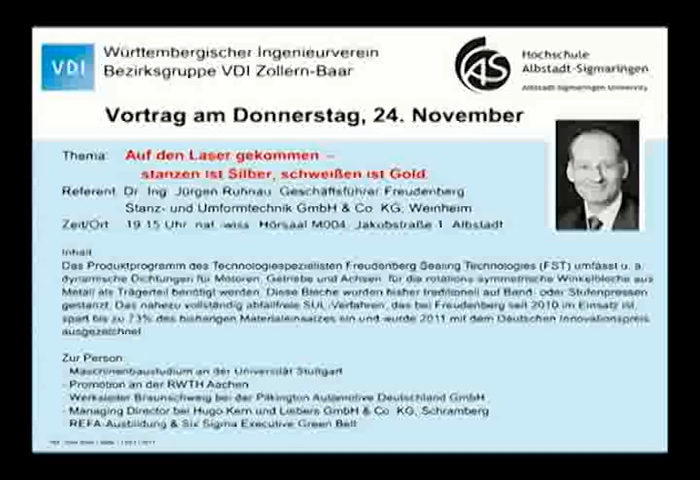 VDI
Württembergischer Ingenieurverein
Bezirksgruppe VDI Zollern-Baar
Hochschule
Albstadt-Sigmaringen
Albstadt-Sigmaringen University
Vortrag am Donnerstag, 24. November
Thema: Auf den Laser gekommen –
stanzen ist Silber, schweißen ist Gold.
Referent: Dr. Ing. Jürgen Ruhnau, Geschäftsführer Freudenberg
Stanz- und Umformtechnik GmbH & Co. KG, Weinheim
Zeit/Ort: 19.15 Uhr, nat.-wiss. Hörsaal M004, Jakobstraße 1, Albstadt
Inhalt:
Das Produktprogramm des Technologiespezialisten Freudenberg Sealing Technologies (FST) umfasst u. a.
dynamische Dichtungen für Motoren, Getriebe und Achsen, für die rotations symmetrische Winkelbleche aus
Metall als Trägerteil benötigt werden. Diese Bleche wurden bisher traditionell auf Band- oder Stufenpressen
gestanzt. Das nahezu vollständig abfallfreie SUL-Verfahren, das bei Freudenberg seit 2010 im Einsatz ist,
spart bis zu 73% des bisherigen Materialeinsatzes ein und wurde 2011 mit dem Deutschen Innovationspreis
ausgezeichnet.
Zur Person:
- Maschinenbaustudium an der Universität Stuttgart
- Promotion an der RWTH Aachen
- Werksleiter Braunschweig bei der Pilkington Automotive Deutschland GmbH
- Managing Director bei Hugo Kern und Liebers GmbH & Co. KG, Schramberg
- REFA-Ausbildung & Six Sigma Executive Green Belt